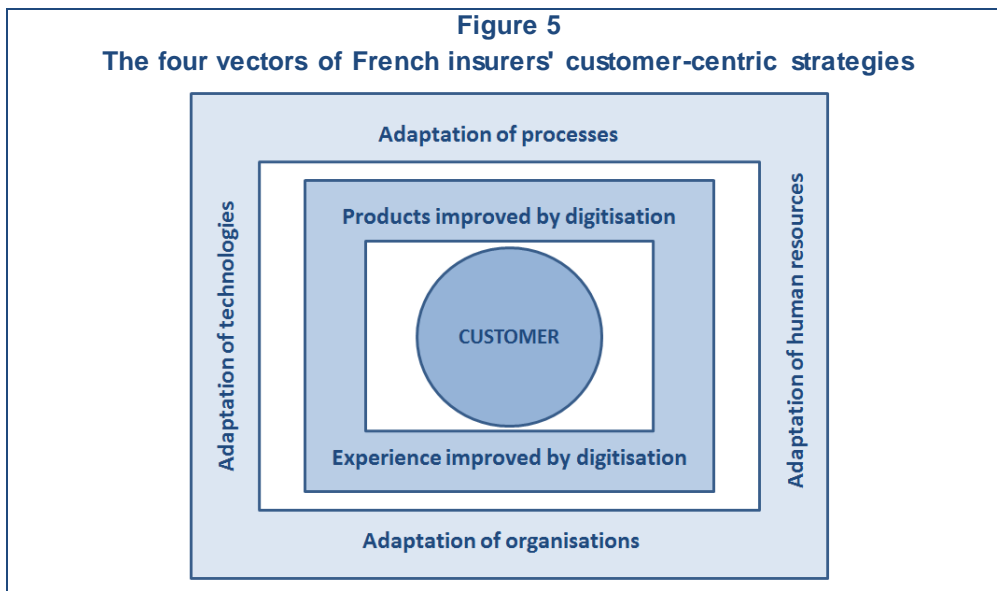 Figure 5
The four vectors of French insurers' customer-centric strategies
Adaptation of processes
Adaptation of technologies
Products improved by digitisation
CUSTOMER
Experience improved by digitisation
Adaptation of human resources
Adaptation of organisations